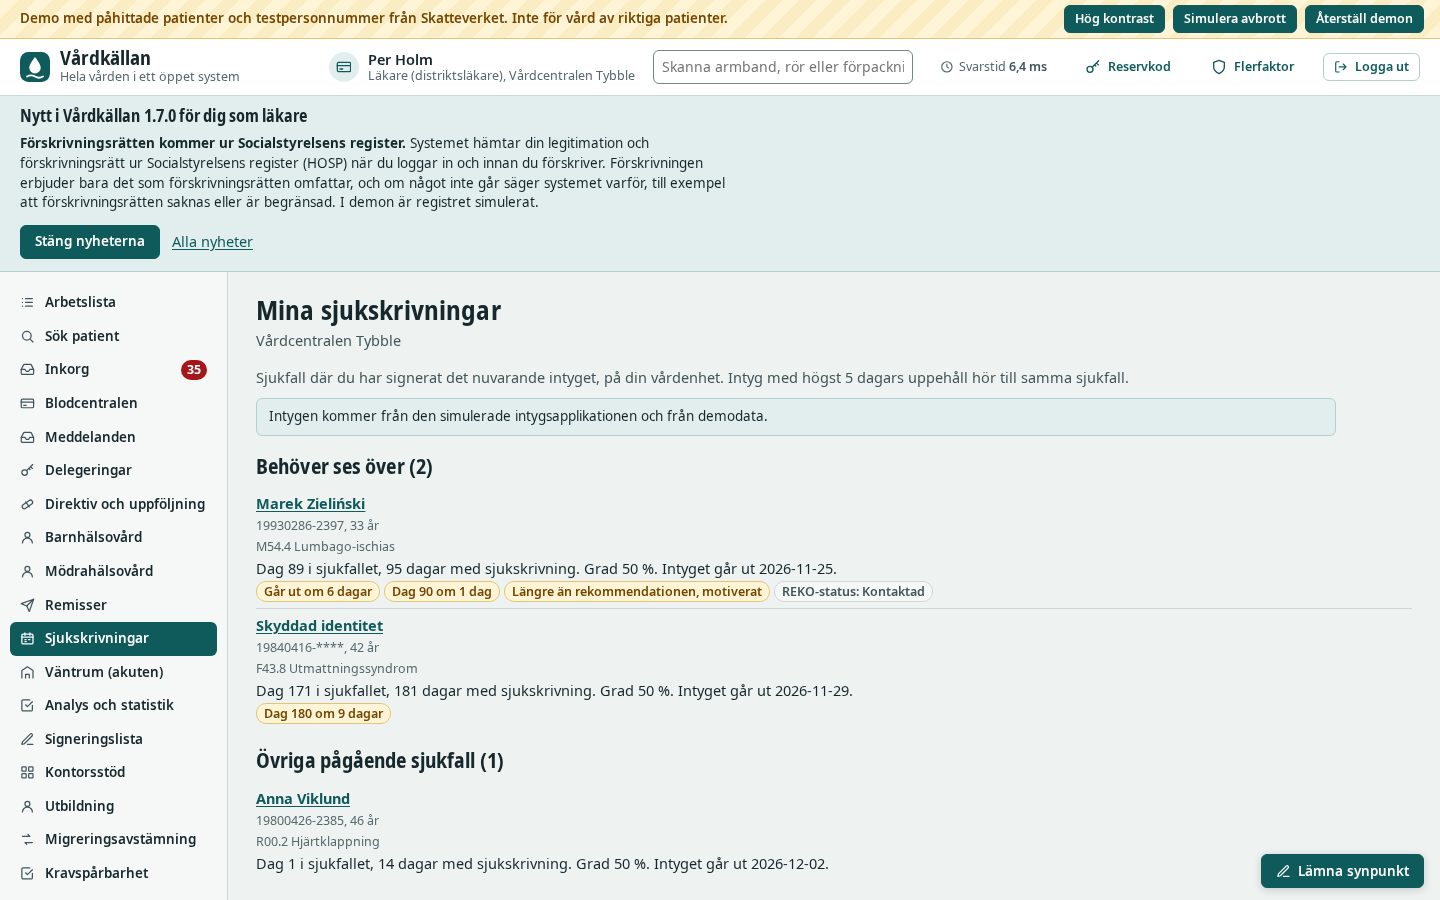 Demo med påhittade patienter och testpersonnummer från Skatteverket. Inte för vård av riktiga patienter.
Hög kontrast
Simulera avbrott
Återställ demon
Vårdkällan
Hela vården i ett öppet system
Per Holm
Läkare (distriktsläkare), Vårdcentralen Tybble
Skanna armband, rör eller förpackni
Svarstid 6,4 ms
Reservkod
Flerfaktor
Logga ut
Nytt i Vårdkällan 1.7.0 för dig som läkare
Förskrivningsrätten kommer ur Socialstyrelsens register. Systemet hämtar din legitimation och
förskrivningsrätt ur Socialstyrelsens register (HOSP) när du loggar in och innan du förskriver. Förskrivningen
erbjuder bara det som förskrivningsrätten omfattar, och om något inte går säger systemet varför, till exempel
att förskrivningsrätten saknas eller är begränsad. I demon är registret simulerat.
Stäng nyheterna
Alla nyheter
Arbetslista
Sök patient
Inkorg
35
Blodcentralen
Meddelanden
Delegeringar
Direktiv och uppföljning
Barnhälsovård
Mödrahälsovård
Remisser
Sjukskrivningar
Väntrum (akuten)
Analys och statistik
Signeringslista
Kontorsstöd
Utbildning
Migreringsavstämning
Kravspårbarhet
Mina sjukskrivningar
Vårdcentralen Tybble
Sjukfall där du har signerat det nuvarande intyget, på din vårdenhet. Intyg med högst 5 dagars uppehåll hör till samma sjukfall.
Intygen kommer från den simulerade intygsapplikationen och från demodata.
Behöver ses över (2)
Marek Zieliński
19930286-2397, 33 år
M54.4 Lumbago-ischias
Dag 89 i sjukfallet, 95 dagar med sjukskrivning. Grad 50 %. Intyget går ut 2026-11-25.
Går ut om 6 dagar
Dag 90 om 1 dag
Längre än rekommendationen, motiverat
REKO-status: Kontaktad
Skyddad identitet
19840416-****, 42 år
F43.8 Utmattningssyndrom
Dag 171 i sjukfallet, 181 dagar med sjukskrivning. Grad 50 %. Intyget går ut 2026-11-29.
Dag 180 om 9 dagar
Övriga pågående sjukfall (1)
Anna Viklund
19800426-2385, 46 år
R00.2 Hjärtklappning
Dag 1 i sjukfallet, 14 dagar med sjukskrivning. Grad 50 %. Intyget går ut 2026-12-02.
Lämna synpunkt